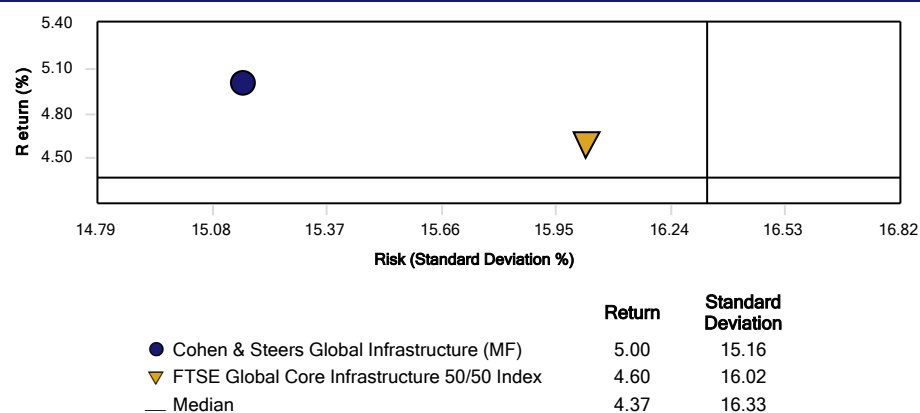 5.40
5.10
4.80
4.50
Return (%)
14.79 15.08 15.37 15.66 15.95 16.24 16.53 16.82
Risk (Standard Deviation %)
Return Standard Deviation
Cohen & Steers Global Infrastructure (MF) 5.00 15.16
FTSE Global Core Infrastructure 50/50 Index 4.60 16.02
Median 4.37 16.33